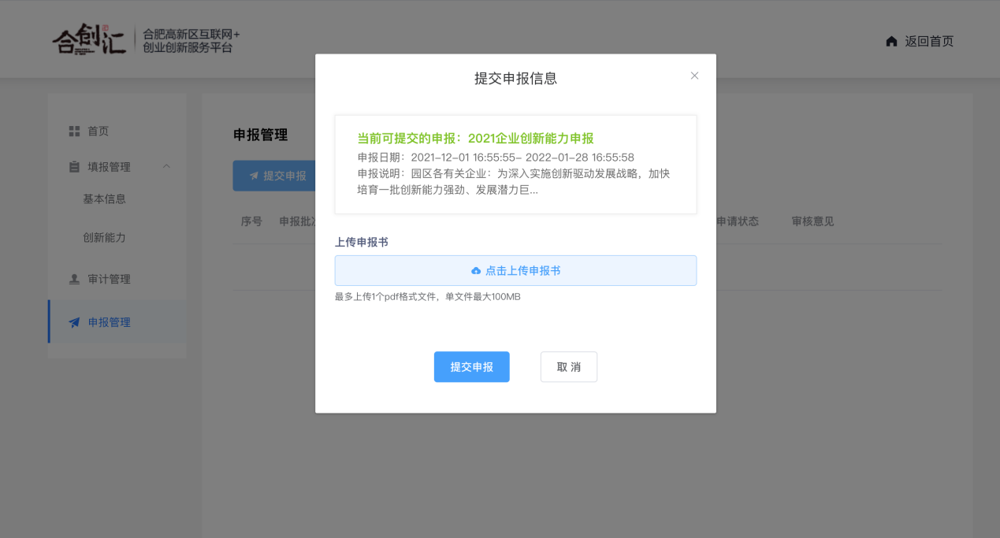 合创汇
合肥高新区互联网+
创业创新服务平台
返回首页
首页
填报管理
基本信息
创新能力
审计管理
申报管理
申报管理
提交申报
序号 申报批
申请状态 审核意见
提交申报信息
当前可提交的申报：2021企业创新能力申报
申报日期：2021-12-01 16:55:55- 2022-01-28 16:55:58
申报说明：园区各有关企业：为深入实施创新驱动发展战略，加快
培育一批创新能力强劲、发展潜力巨...
上传申报书
点击上传申报书
最多上传1个pdf格式文件，单文件最大100MB
提交申报
取 消